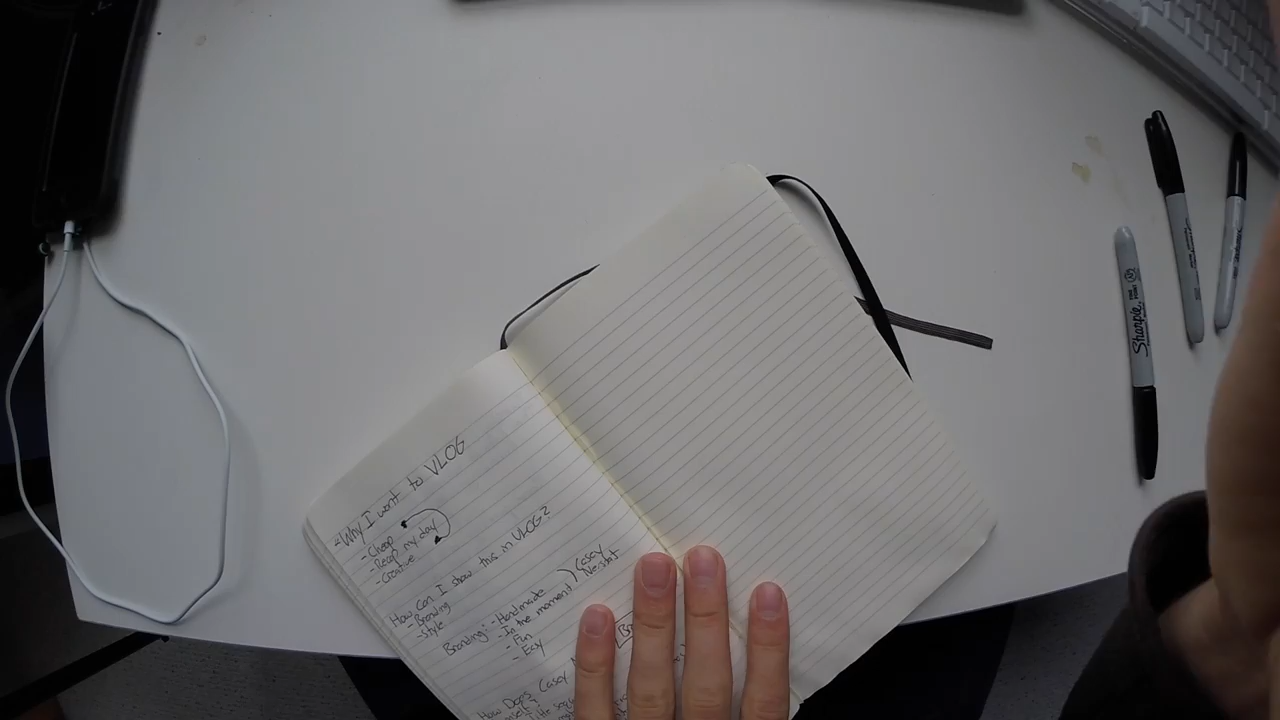 Why I want to VLOG
- Cheap
- Recap my day
- Creative
How can I show this in VLOG?
- Branding
- Style
Branding: - Handmade
- In the moment
- Fun
- Easy
Casey
Neistat
How Does Casey
Sharpie